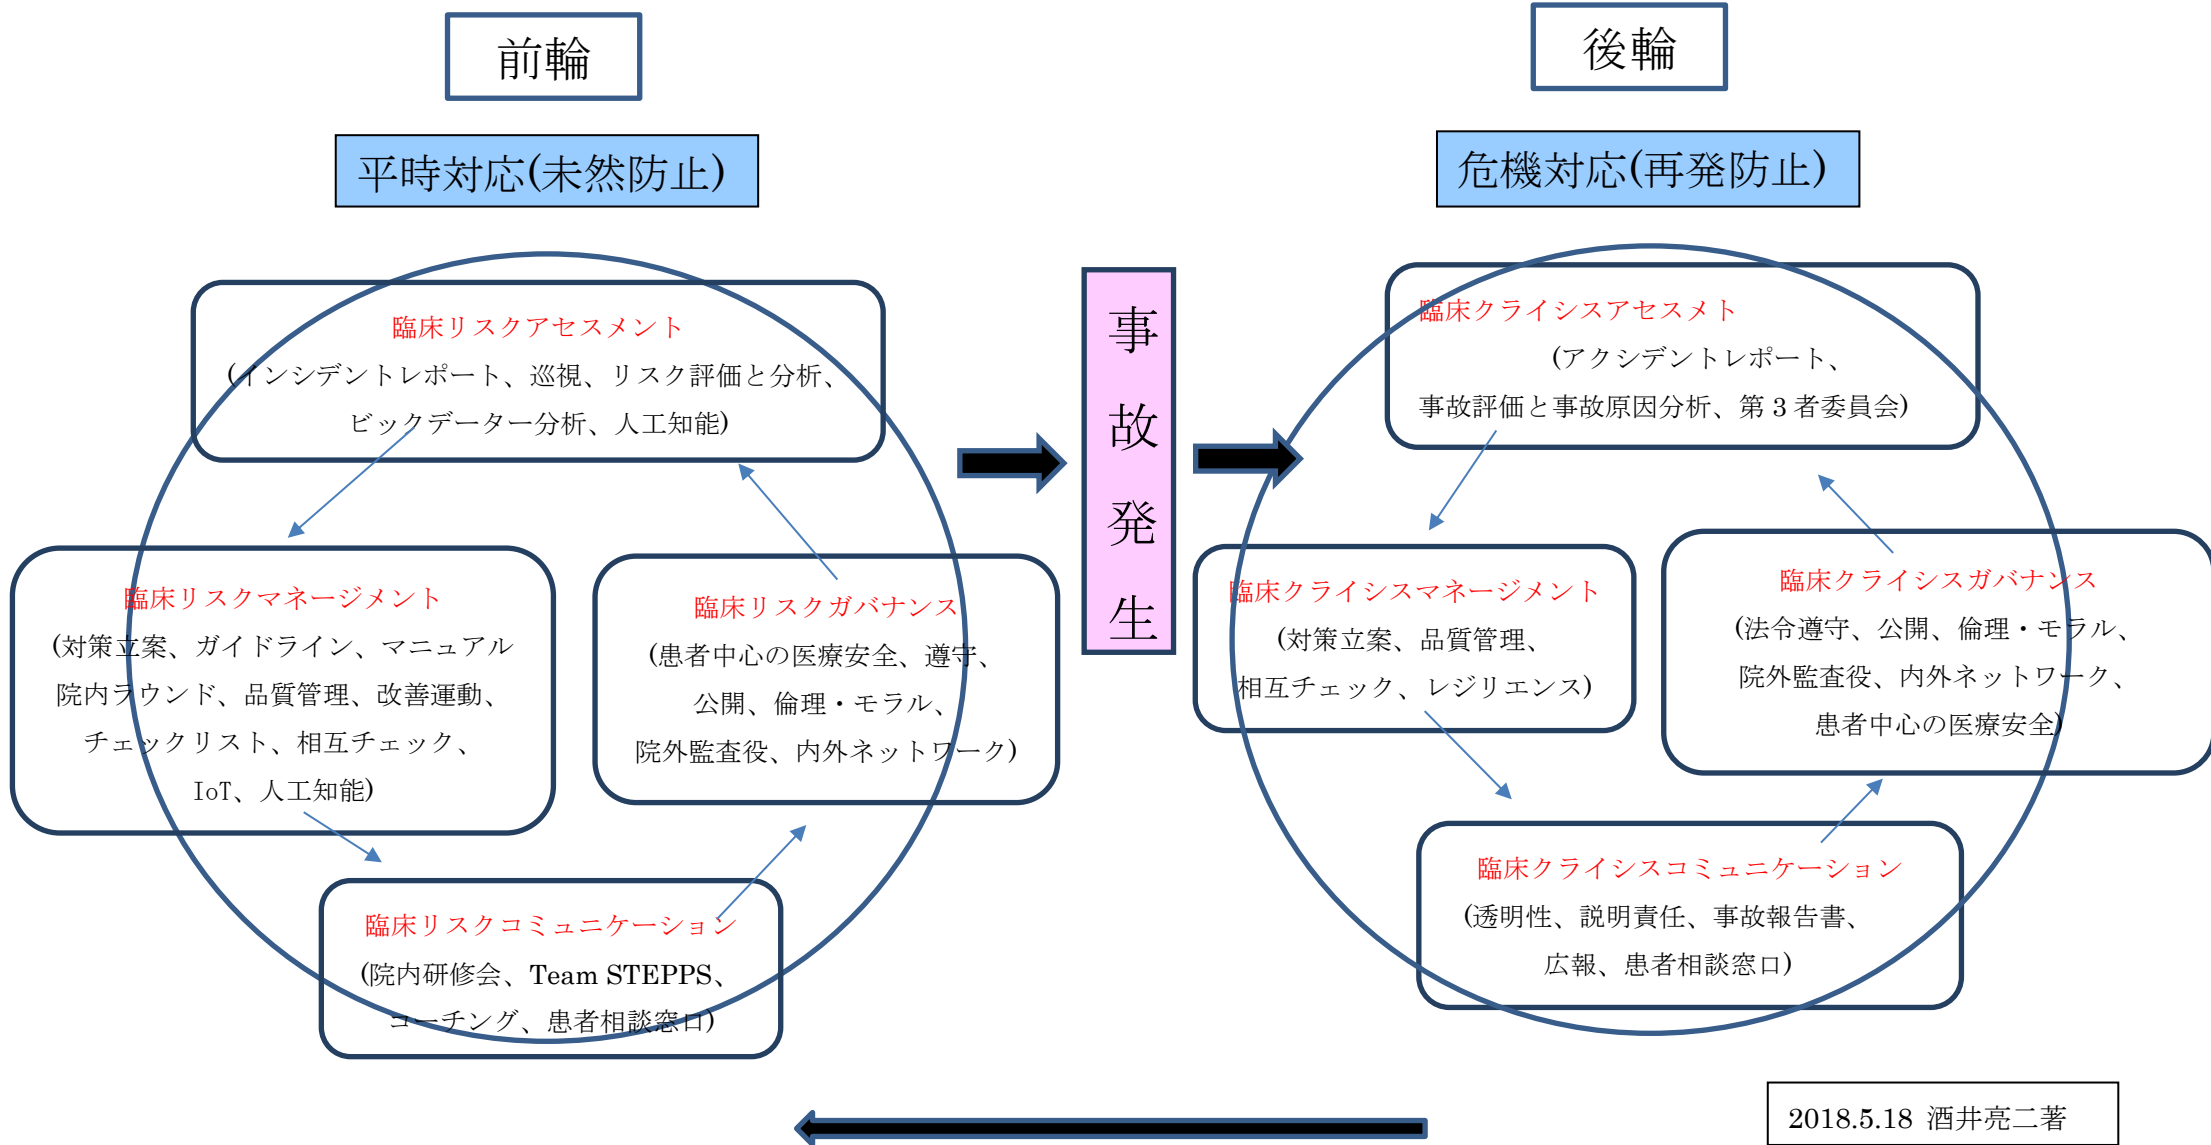 前輪
平時対応(未然防止)
臨床リスクアセスメント
(インシデントレポート、巡視、リスク評価と分析、
ビックデーター分析、人工知能)
臨床リスクマネージメント
(対策立案、ガイドライン、マニュアル
院内ラウンド、品質管理、改善運動、
チェックリスト、相互チェック、
IoT、人工知能)
臨床リスクガバナンス
(患者中心の医療安全、遵守、
公開、倫理・モラル、
院外監査役、内外ネットワーク)
臨床リスクコミュニケーション
(院内研修会、Team STEPPS、
コーチング、患者相談窓口)
事故発生
後輪
危機対応(再発防止)
臨床クライシスアセスメト
(アクシデントレポート、
事故評価と事故原因分析、第 3 者委員会)
臨床クライシスマネージメント
(対策立案、品質管理、
相互チェック、レジリエンス)
臨床クライシスガバナンス
(法令遵守、公開、倫理・モラル、
院外監査役、内外ネットワーク、
患者中心の医療安全)
臨床クライシスコミュニケーション
(透明性、説明責任、事故報告書、
広報、患者相談窓口)
2018.5.18 酒井亮二著